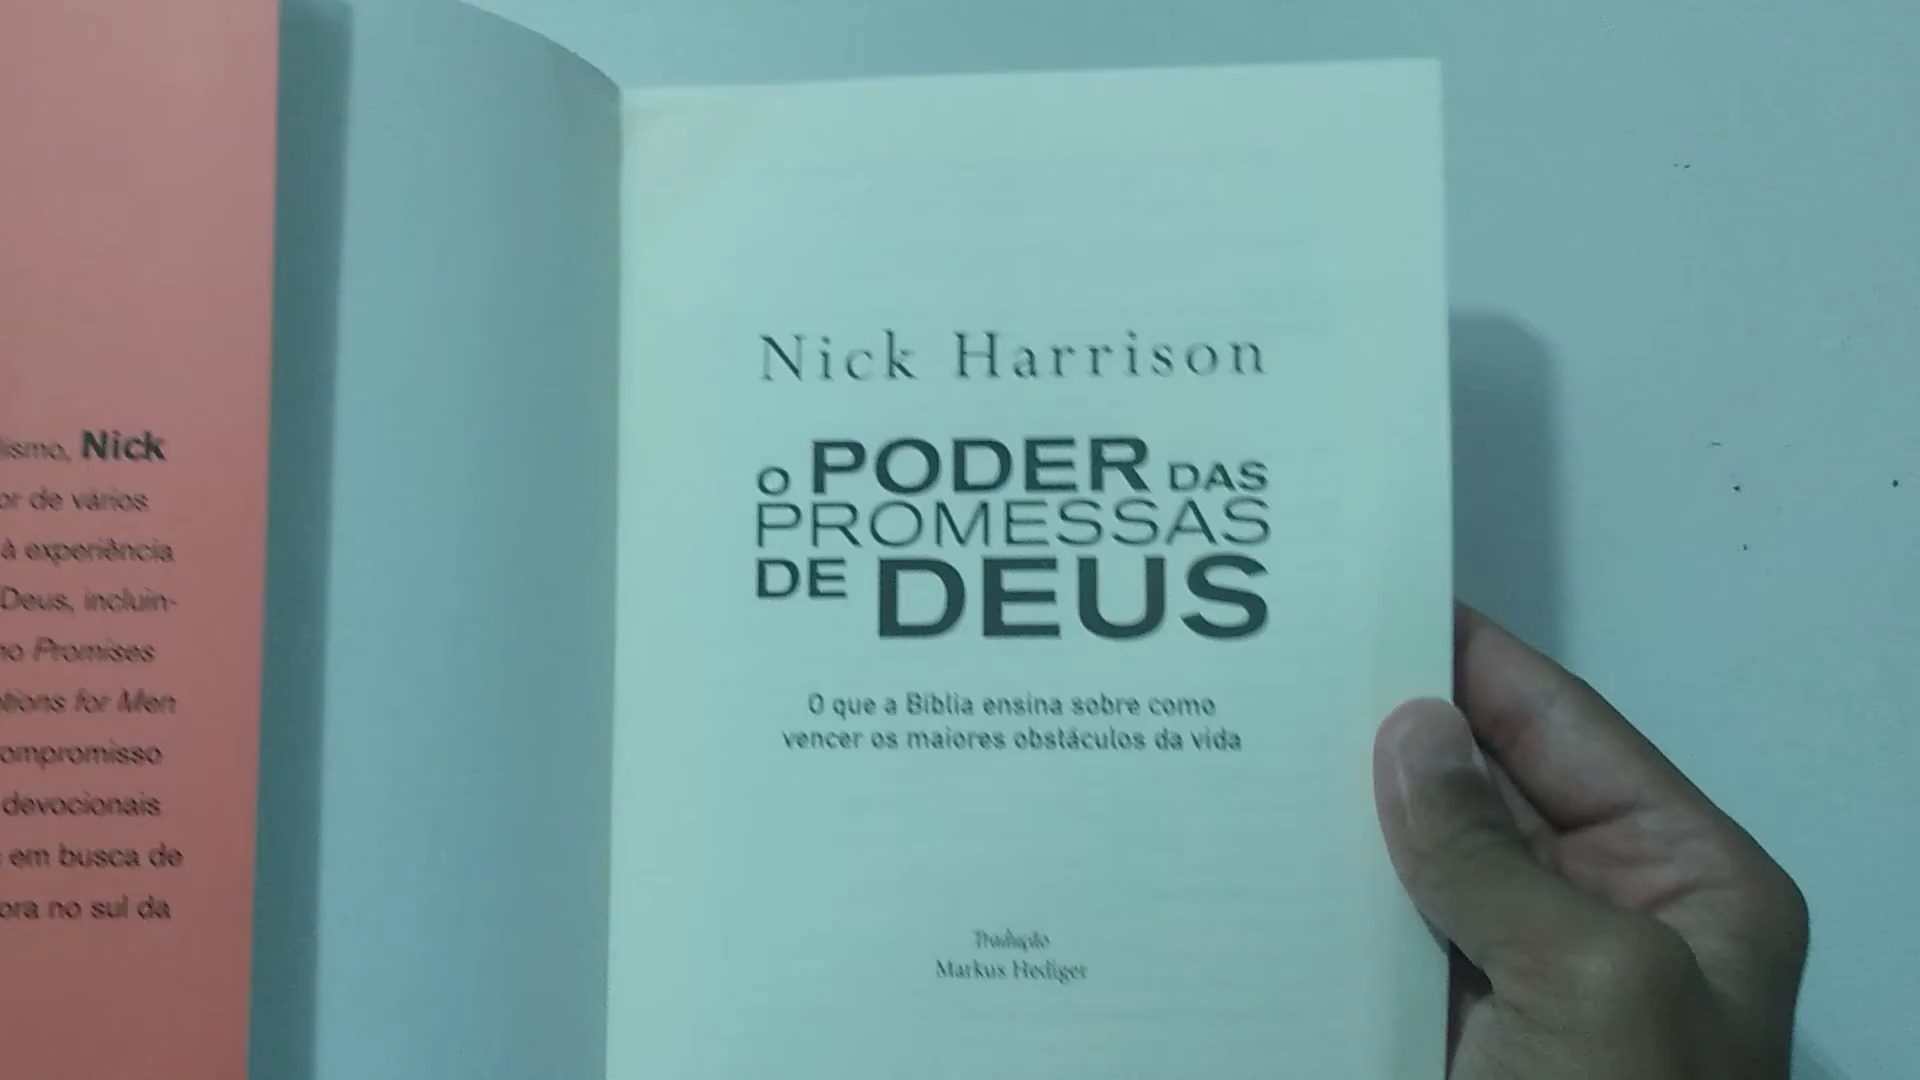 lismo, Nick
or de vários
à experiência
Deus, incluin-
no Promises
tions for Men
ompromisso
devocionais
em busca de
ora no sul da
Nick Harrison
O PODER DAS
PROMESSAS
DE DEUS
O que a Bíblia ensina sobre como
vencer os maiores obstáculos da vida
Tradução
Markus Hediger